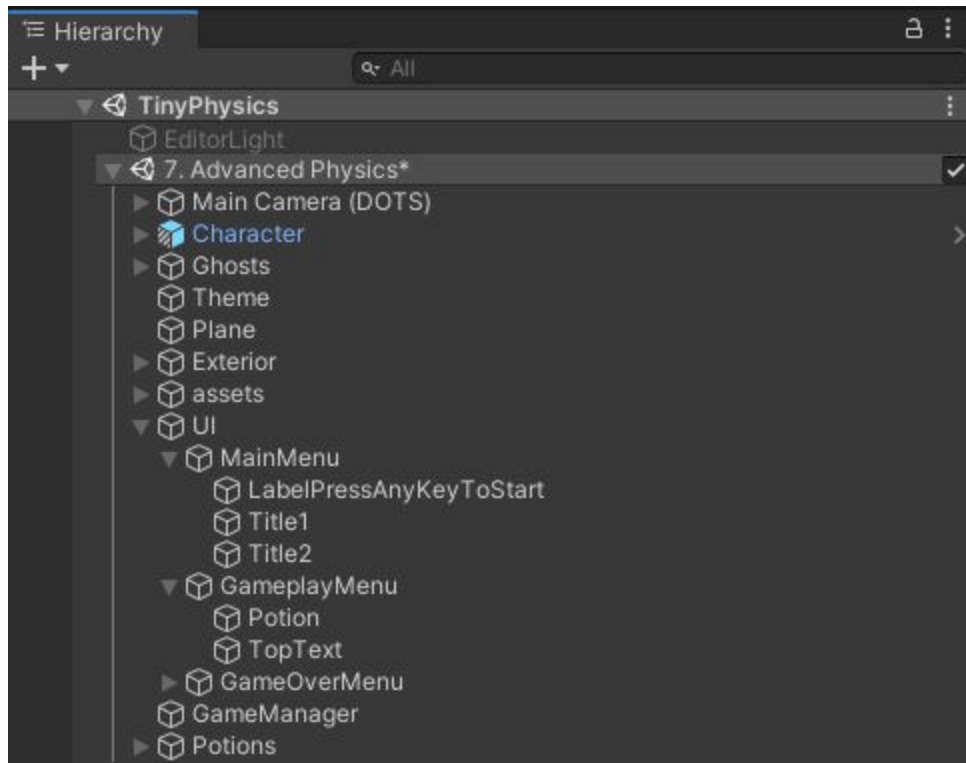 Hierarchy
All
TinyPhysics
EditorLight
7. Advanced Physics*
Main Camera (DOTS)
Character
Ghosts
Theme
Plane
Exterior
assets
UI
MainMenu
LabelPressAnyKeyToStart
Title1
Title2
GameplayMenu
Potion
TopText
GameOverMenu
GameManager
Potions